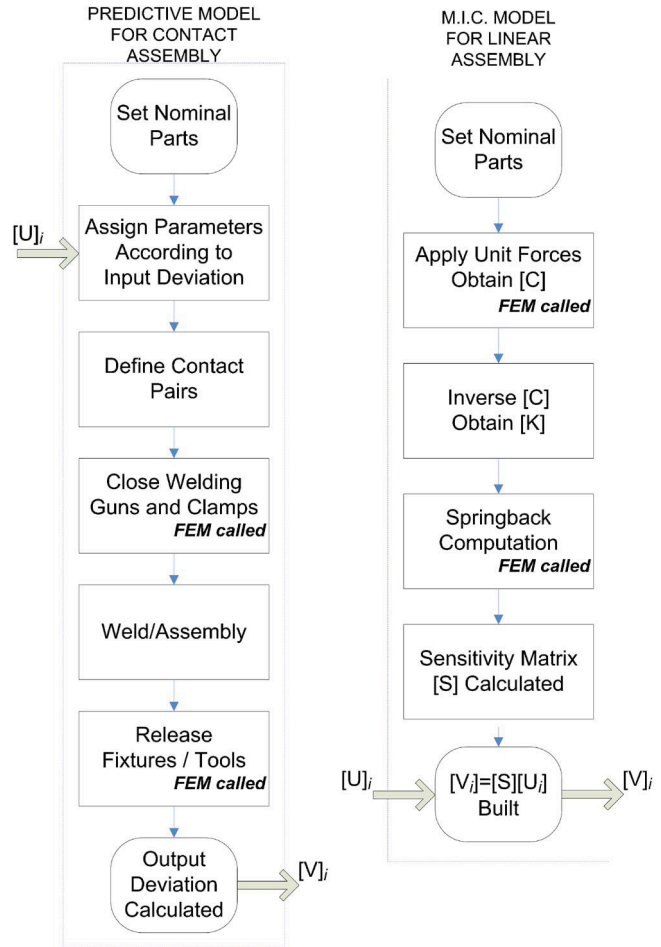 PREDICTIVE MODEL
FOR CONTACT
ASSEMBLY
Set Nominal
Parts
[U]i
Assign Parameters
According to
Input Deviation
Define Contact
Pairs
Close Welding
Guns and Clamps
FEM called
Weld/Assembly
Release
Fixtures / Tools
FEM called
Output
Deviation
Calculated
[V]i
M.I.C. MODEL
FOR LINEAR
ASSEMBLY
Set Nominal
Parts
Apply Unit Forces
Obtain [C]
FEM called
Inverse [C]
Obtain [K]
Springback
Computation
FEM called
Sensitivity Matrix
[S] Calculated
[U]i
[Vi]=[S][Ui]
Built
[V]i